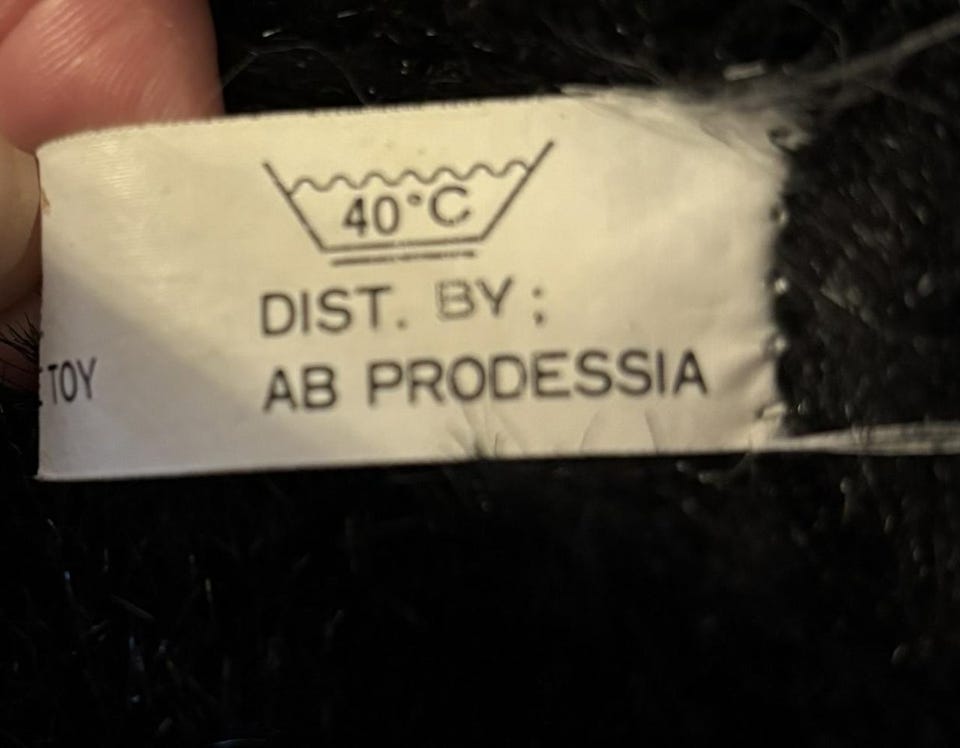 40°C
DIST. BY;
TOY
AB PRODESSIA